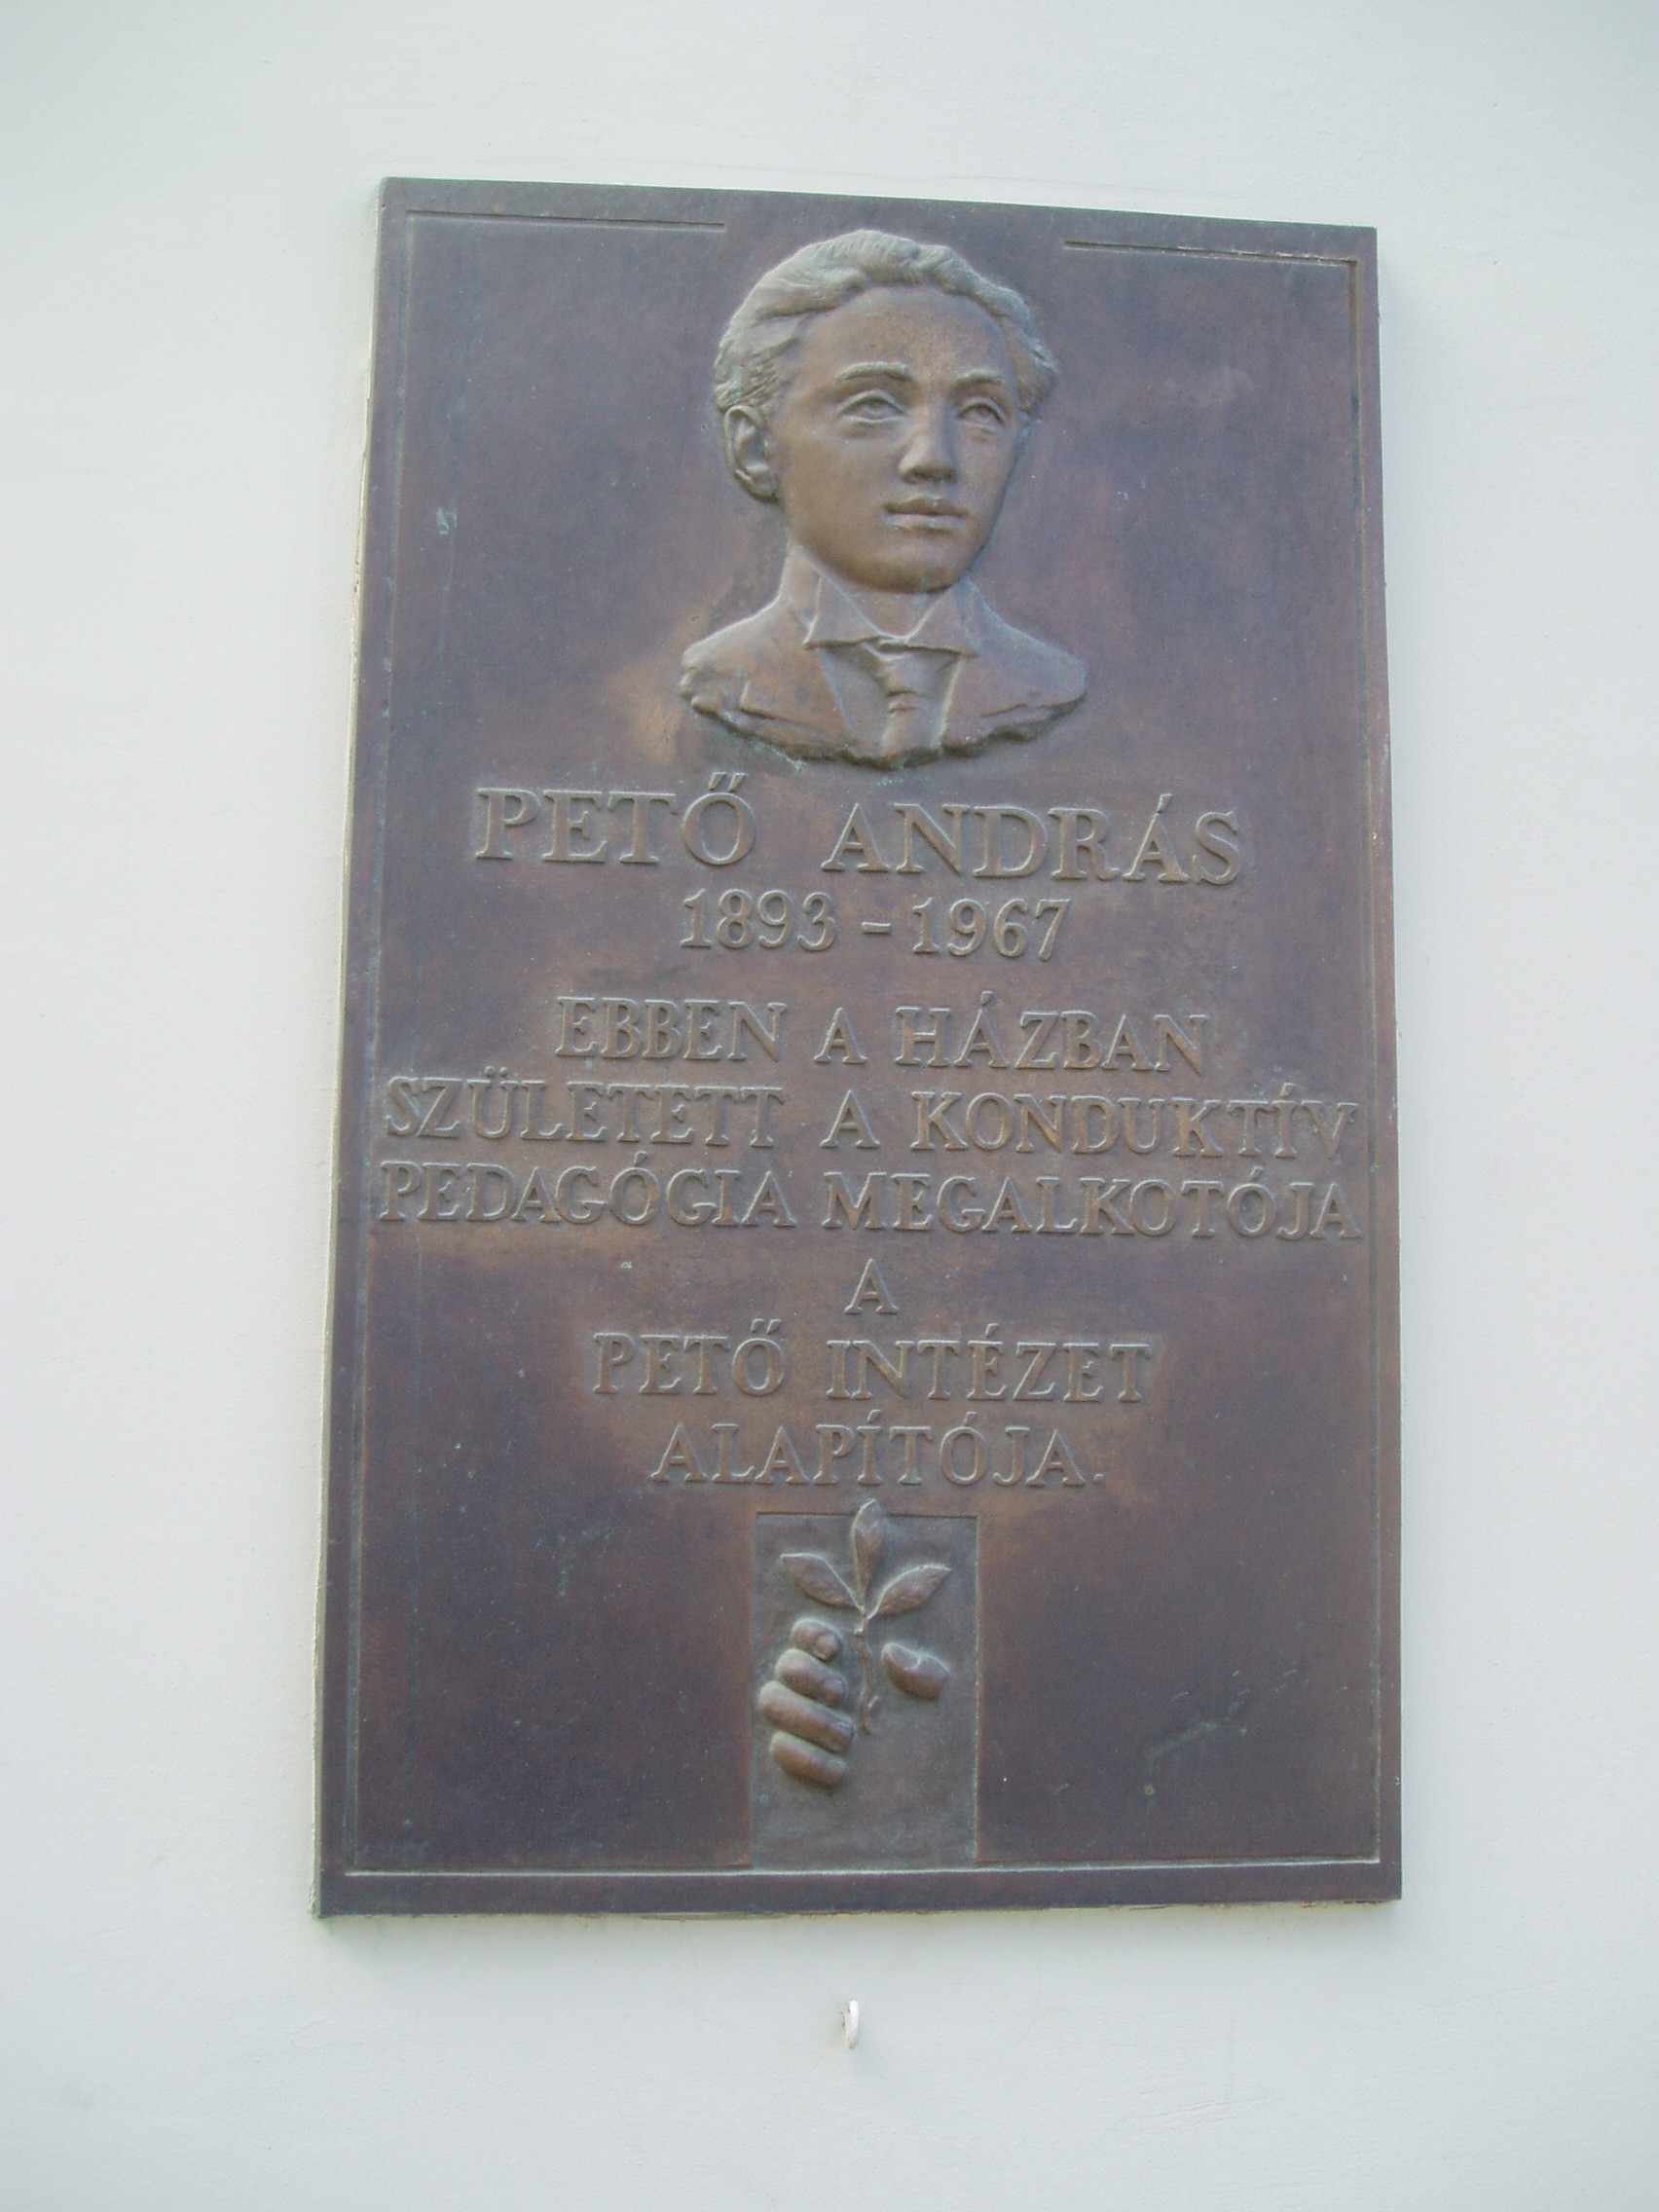 PETŐ ANDRÁS
1893 - 1967
EBBEN A HÁZBAN
SZÜLETETT A KONDUKTÍV
PEDAGÓGIA MEGALKOTÓJA
A
PETŐ INTÉZET
ALAPÍTÓJA.